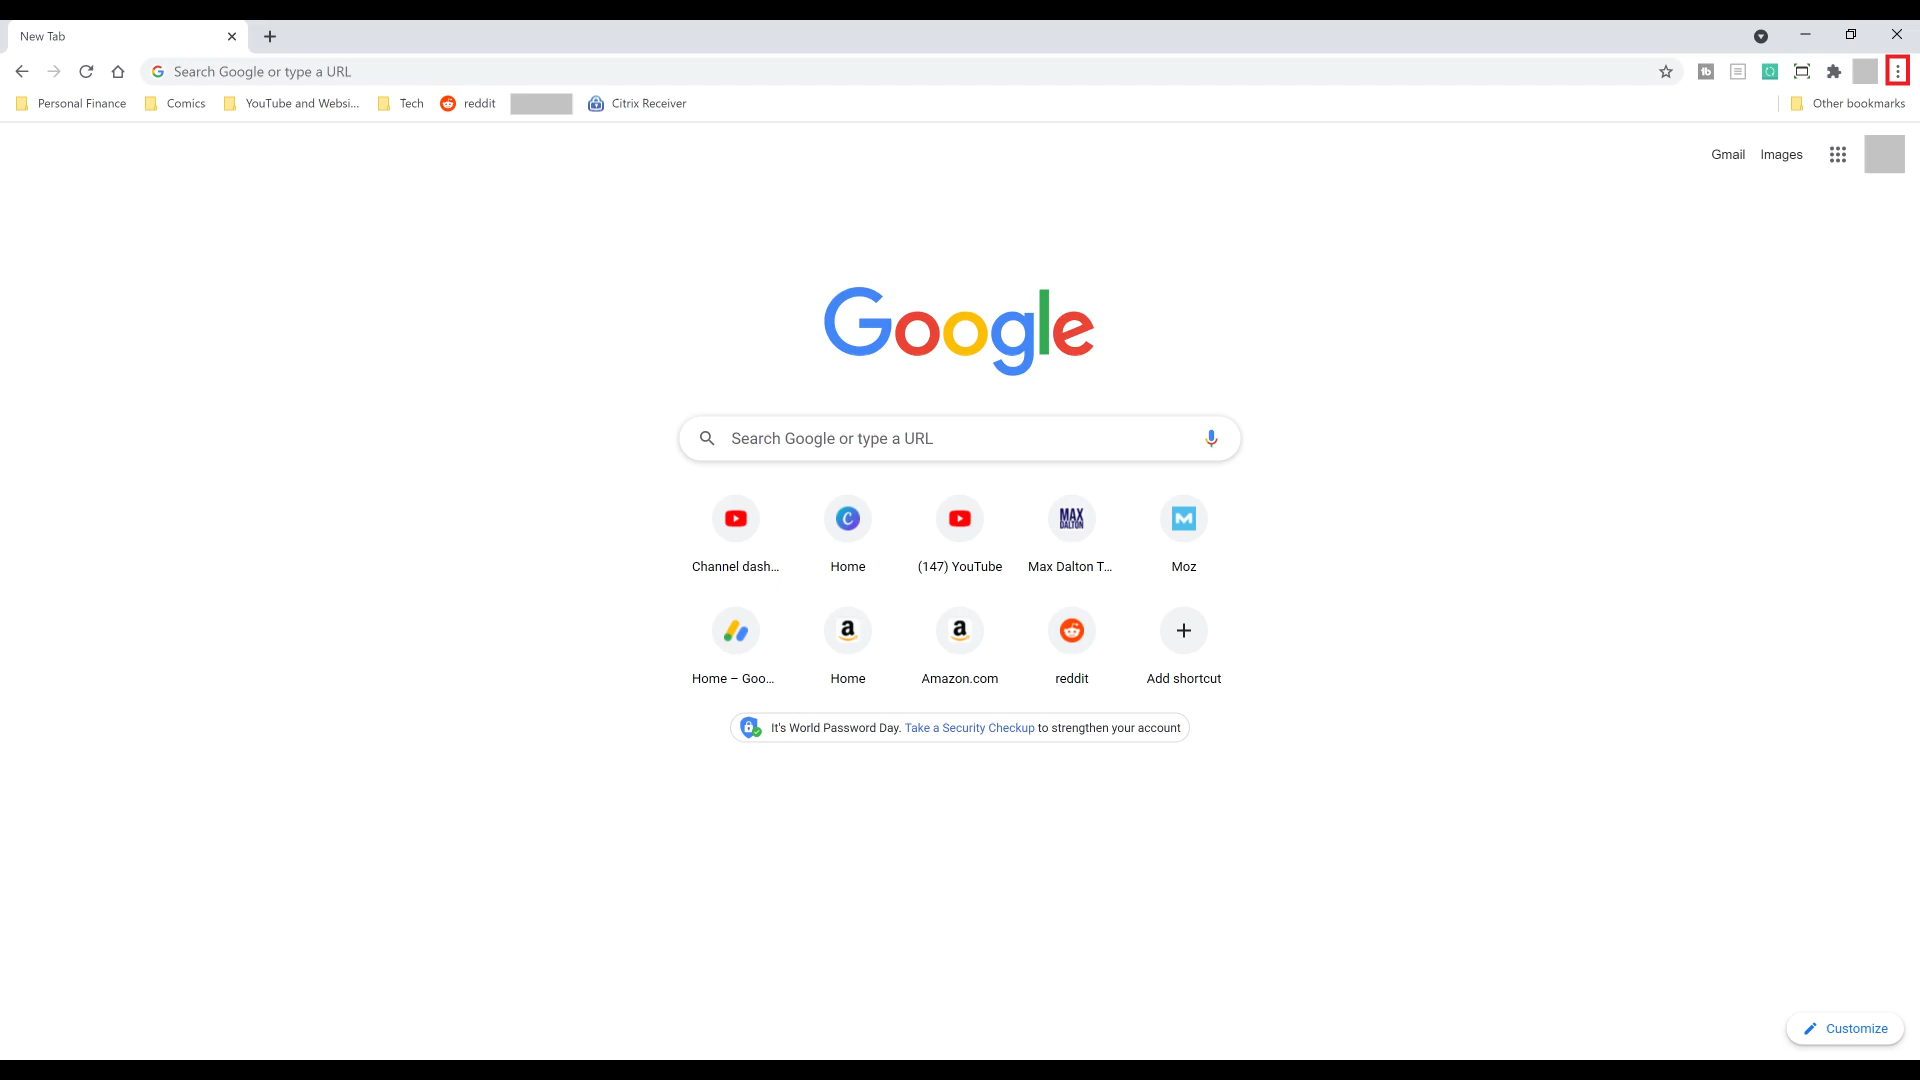 New Tab
Search Google or type a URL
Personal Finance Comics YouTube and Websi... Tech reddit Citrix Receiver Other bookmarks
Gmail Images
Google
Search Google or type a URL
MAX DALTON
Channel dash... Home (147) YouTube Max Dalton T... Moz
Home – Goo... Home Amazon.com reddit Add shortcut
It's World Password Day. Take a Security Checkup to strengthen your account
Customize